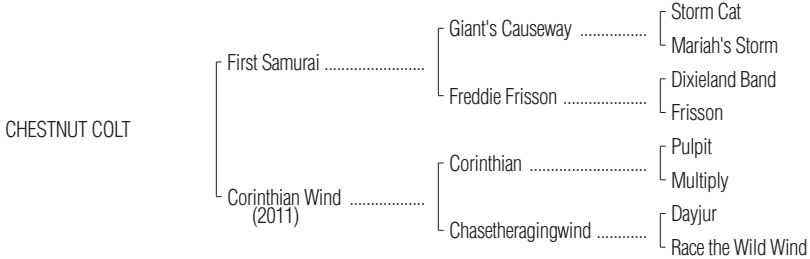 Storm Cat
Giant's Causeway ................
Mariah's Storm
First Samurai ........................
Dixieland Band
Freddie Frisson ....................
Frisson
CHESTNUT COLT
Pulpit
Corinthian ............................
Multiply
Corinthian Wind ..................
(2011)
Dayjur
Chasetheragingwind ............
Race the Wild Wind